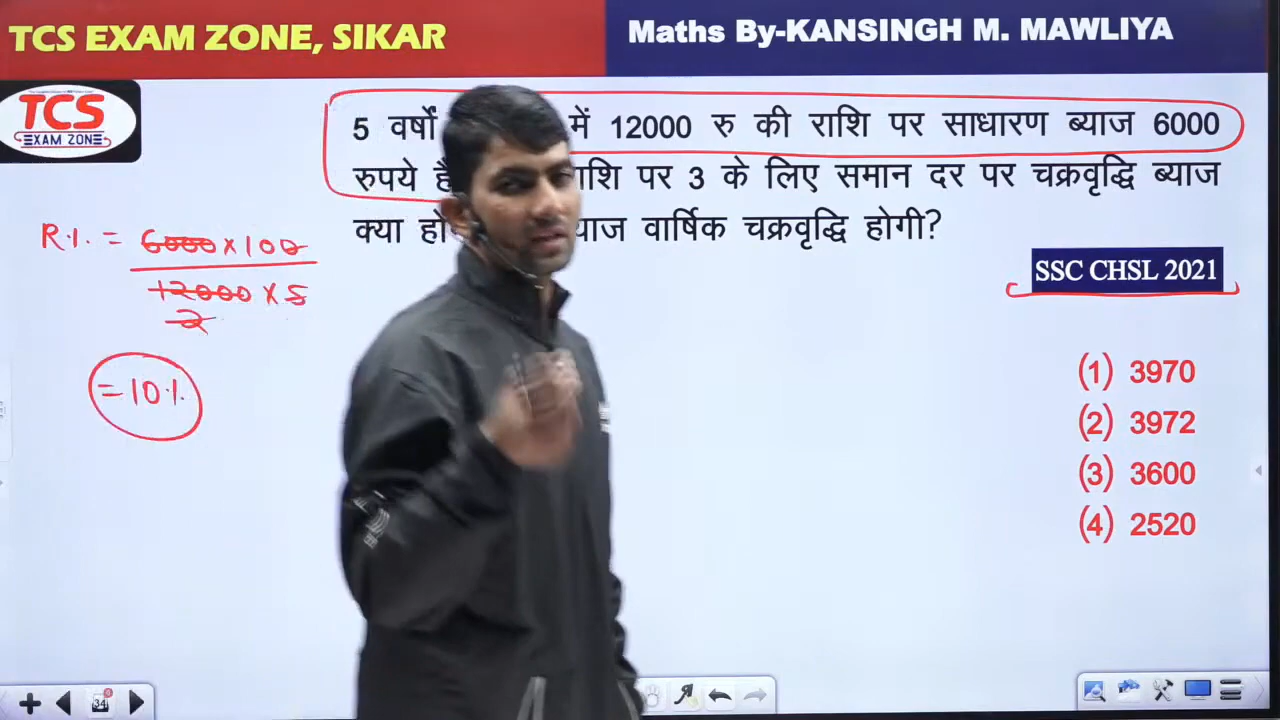 TCS EXAM ZONE, SIKAR
Maths By-KANSINGH M. MAWLIYA
TCS
EXAM ZONE
5 वर्षों में 12000 रु की राशि पर साधारण ब्याज 6000
रुपये पर 3 के लिए समान दर पर चक्रवृद्धि ब्याज
क्या वार्षिक चक्रवृद्धि होगी?
SSC CHSL 2021
R.1. = 6000 x 100
12000 x 5
2
= 10%
(1) 3970
(2) 3972
(3) 3600
(4) 2520
34